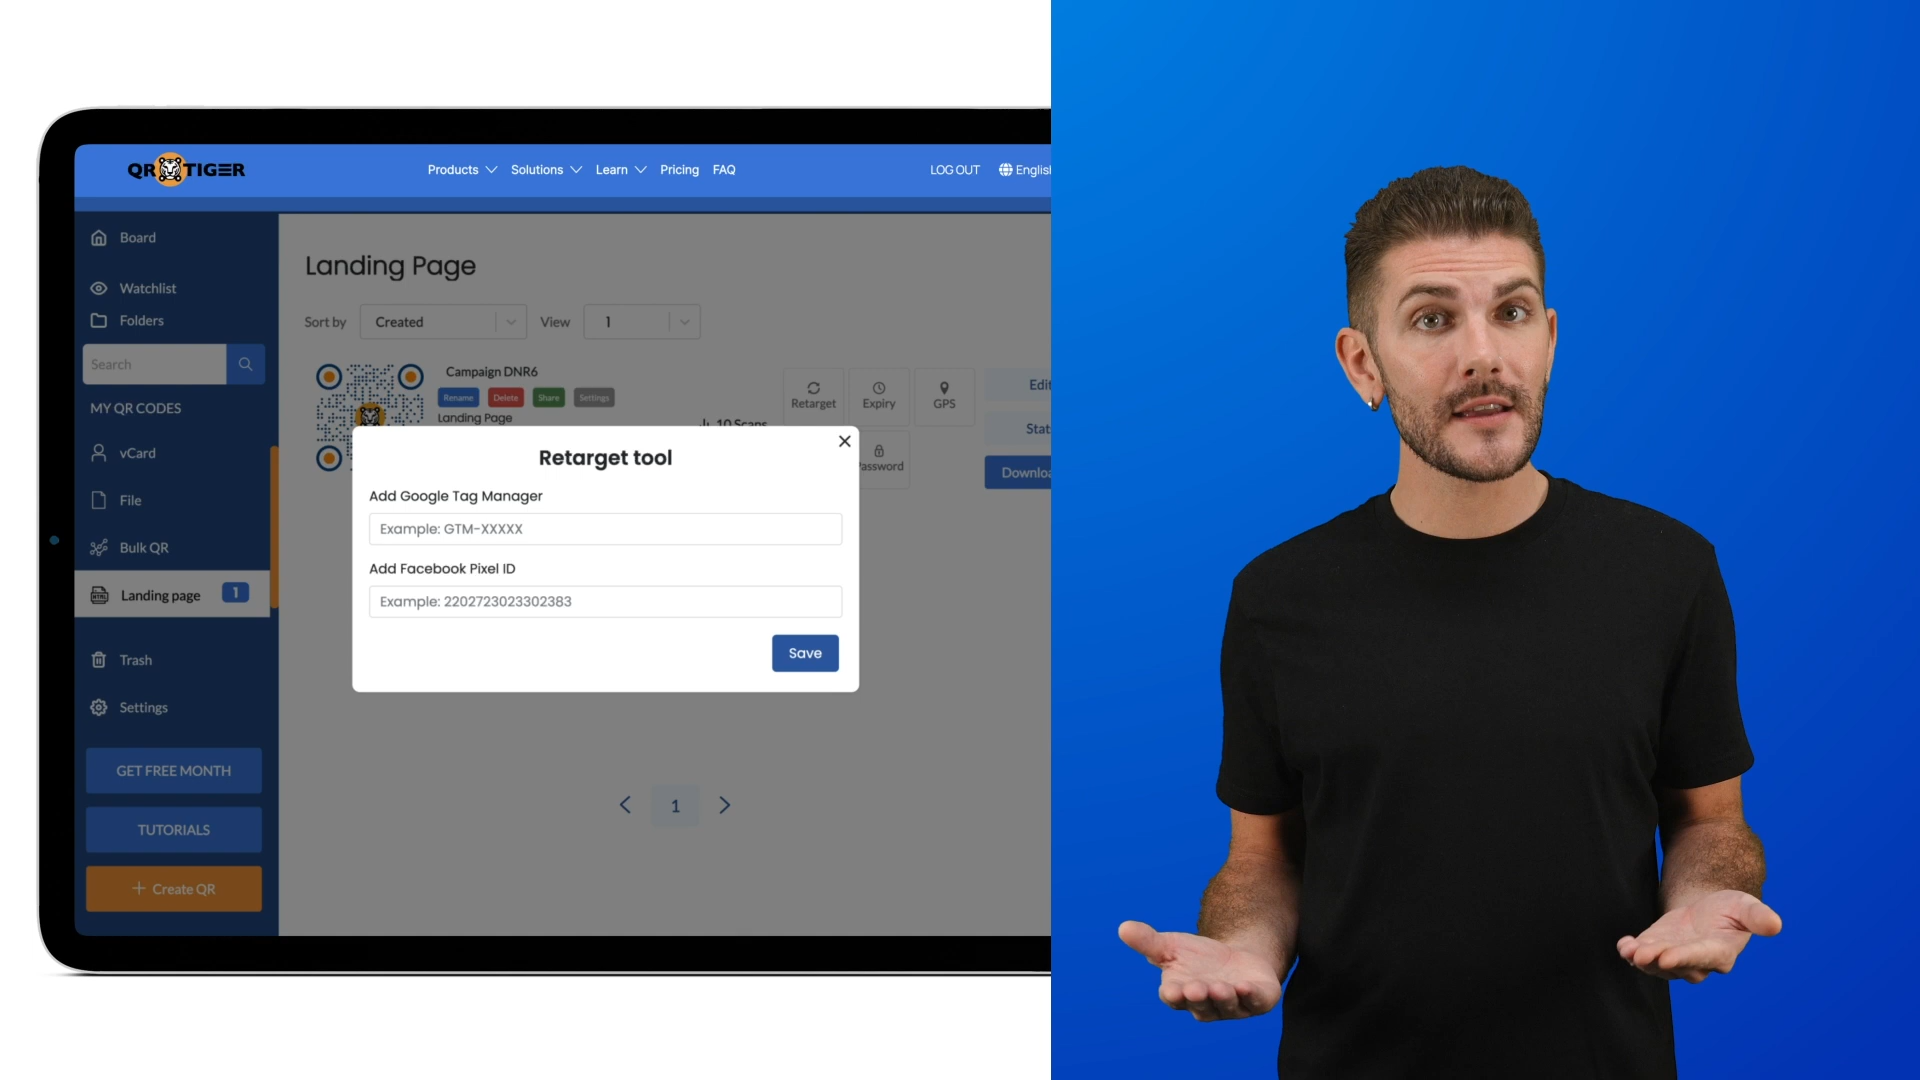 QR TIGER
Products
Solutions
Learn
Pricing
FAQ
LOG OUT
English
Board
Watchlist
Folders
Search
MY QR CODES
vCard
File
Bulk QR
Landing page
1
Trash
Settings
GET FREE MONTH
TUTORIALS
+ Create QR
Landing Page
Sort by
Created
View
1
Campaign DNR6
Rename
Delete
Share
Settings
Landing Page
10 Scans
Retarget
Expiry
GPS
Edit
Password
Retarget tool
Add Google Tag Manager
Example: GTM-XXXXX
Add Facebook Pixel ID
Example: 2202723023302383
Save
1